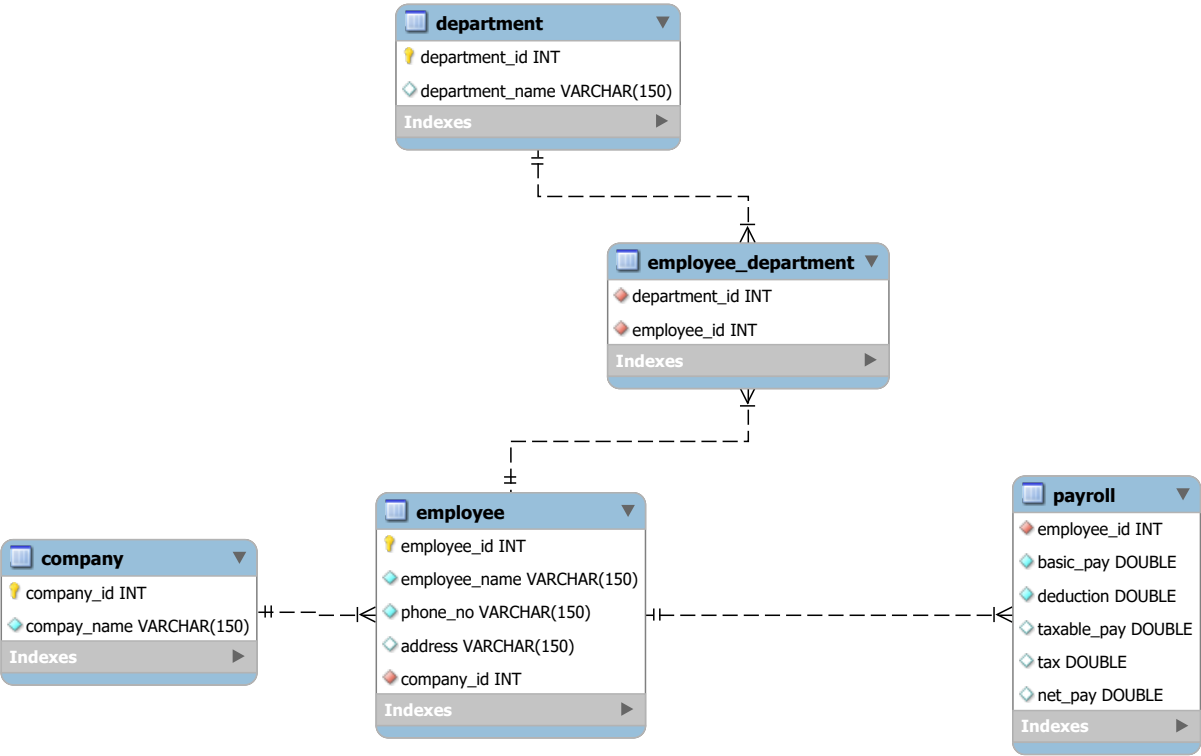 department
department_id INT
department_name VARCHAR(150)
Indexes
employee_department
department_id INT
employee_id INT
Indexes
company
company_id INT
compay_name VARCHAR(150)
Indexes
employee
employee_id INT
employee_name VARCHAR(150)
phone_no VARCHAR(150)
address VARCHAR(150)
company_id INT
Indexes
payroll
employee_id INT
basic_pay DOUBLE
deduction DOUBLE
taxable_pay DOUBLE
tax DOUBLE
net_pay DOUBLE
Indexes